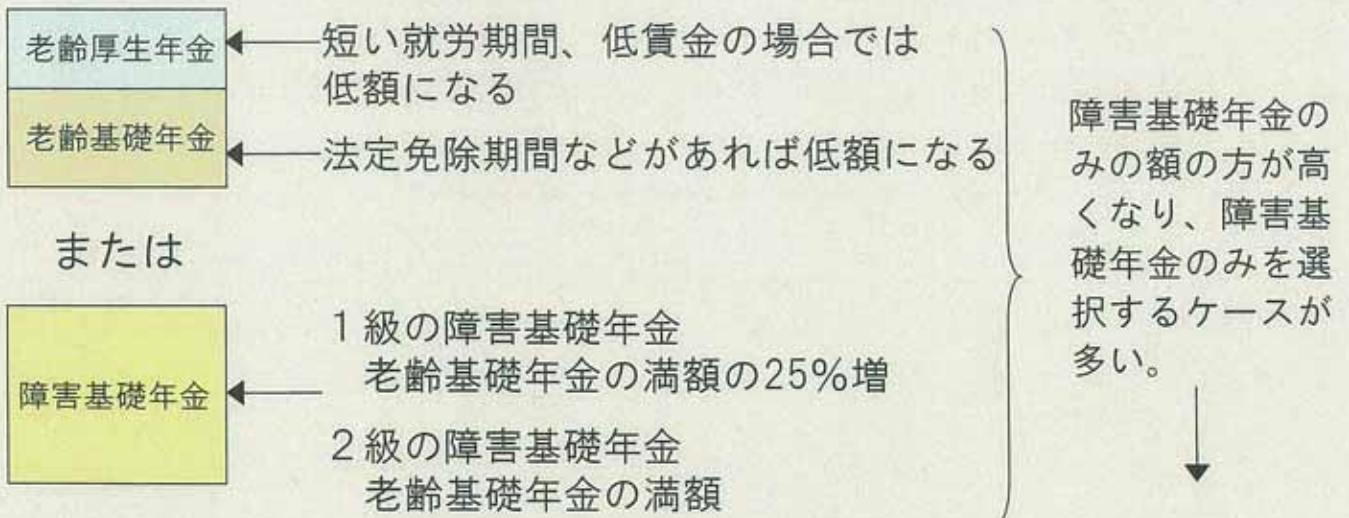 老齢厚生年金
短い就労期間、低賃金の場合では
低額になる
老齢基礎年金
法定免除期間などがあれば低額になる
または
障害基礎年金
1級の障害基礎年金
老齢基礎年金の満額の25%増
2級の障害基礎年金
老齢基礎年金の満額
障害基礎年金の
みの額の方が高
くなり、障害基
礎年金のみを選
択するケースが
多い。